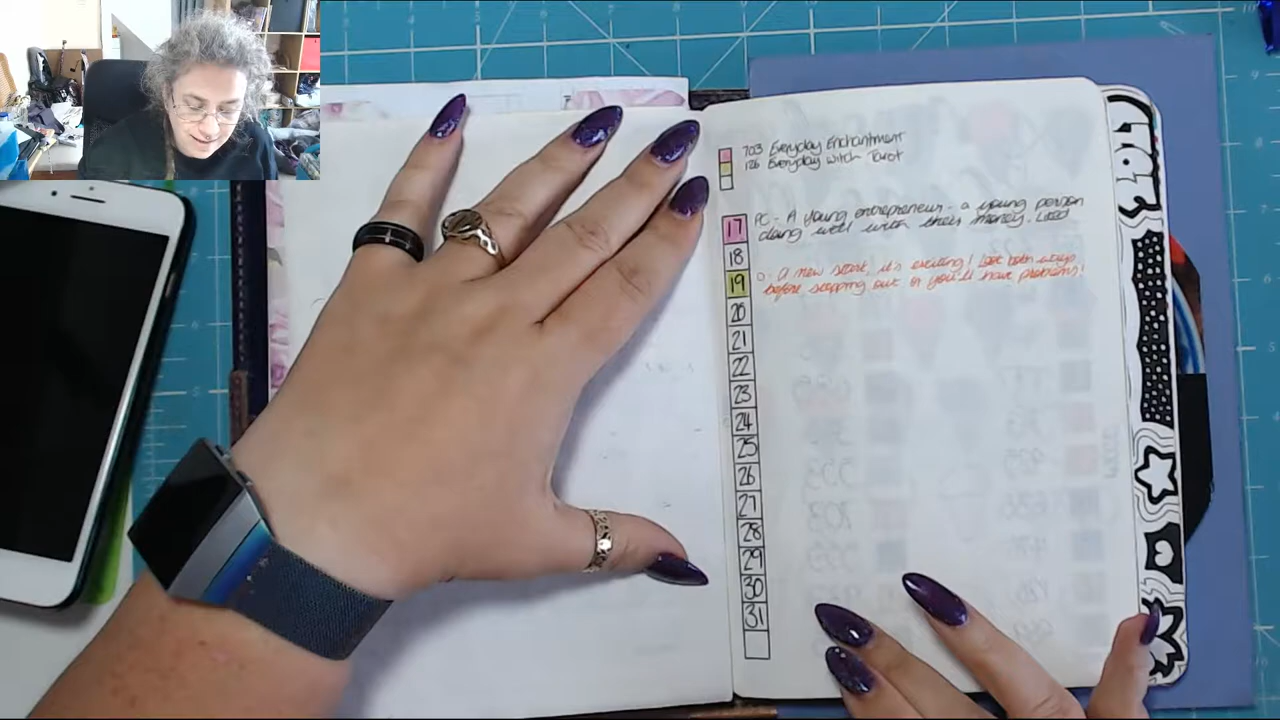 703 Everyday Enchantment
126 Everyday Witch Tarot
17 PC - A young entrepreneur - a young person
doing well with their money. Lood
18
19 0 - A new start, it's exciting! Look both ways
before stepping out or you'll have problems!
20
21
22
23
24
25
26
27
28
29
30
31